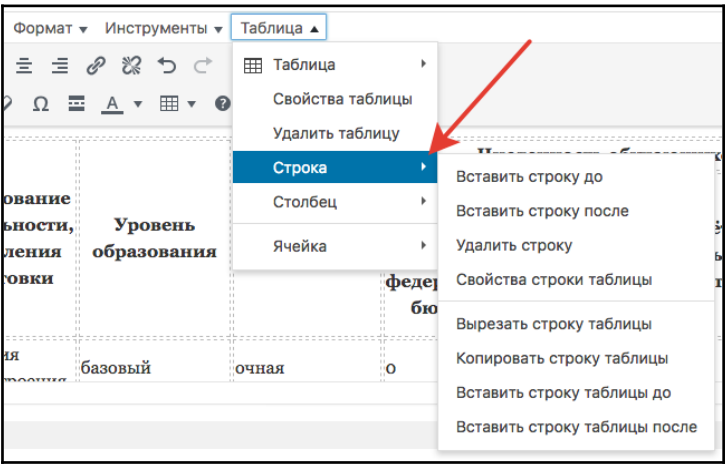 Формат Инструменты Таблица
Таблица
Свойства таблицы
Удалить таблицу
Строка
Столбец
Ячейка
Вставить строку до
Вставить строку после
Удалить строку
Свойства строки таблицы
Вырезать строку таблицы
Копировать строку таблицы
Вставить строку таблицы до
Вставить строку таблицы после
Ω A
Уровень
образования
базовый
очная
0